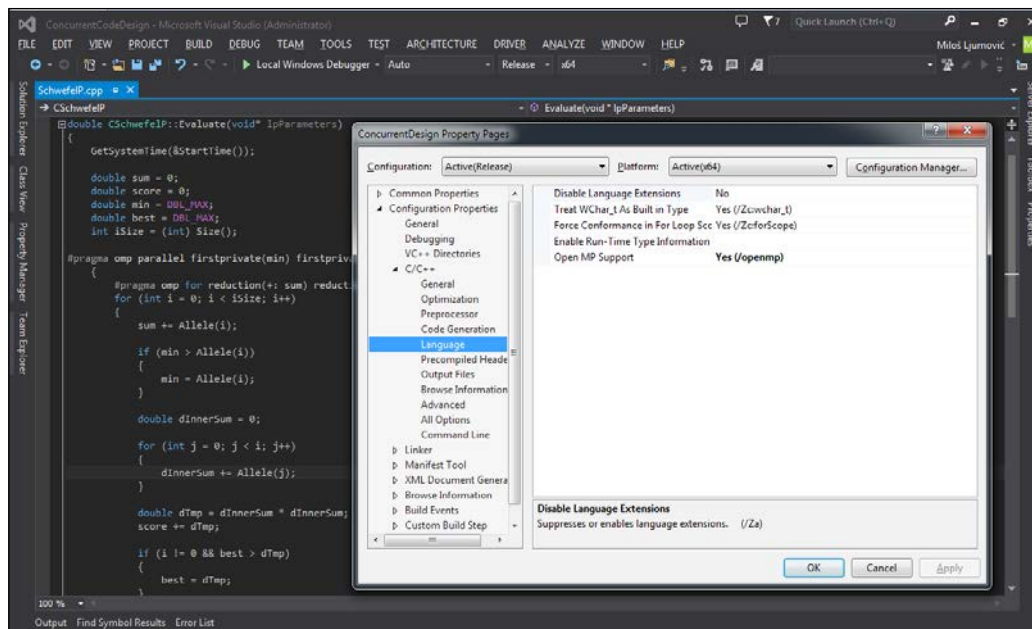 ConcurrentCodeDesign - Microsoft Visual Studio (Administrator)
7
Quick Launch (Ctrl+Q)
FILE EDIT VIEW PROJECT BUILD DEBUG TEAM TOOLS TEST ARCHITECTURE DRIVER ANALYZE WINDOW HELP
Miloš Ljumović
Local Windows Debugger Auto Release x64
Solution Explorer Class View Property Manager Team Explorer
SchwefelP.cpp
CSchwefelP
Evaluate(void* lpParameters)
double CSchwefelP::Evaluate(void* lpParameters)
{
GetSystemTime(&StartTime());
double sum = 0;
double score = 0;
double min = DBL_MAX;
double best = DBL_MAX;
int iSize = (int) Size();
#pragma omp parallel firstprivate(min) firstpriv
{
#pragma omp for reduction(+: sum) reduct
for (int i = 0; i < iSize; i++)
{
sum += Allele(i);
if (min > Allele(i))
{
min = Allele(i);
}
double dInnerSum = 0;
for (int j = 0; j < i; j++)
{
dInnerSum += Allele(j);
}
double dTmp = dInnerSum * dInnerSum;
score += dTmp;
if (i != 0 && best > dTmp)
{
best = dTmp;
}
100 %
Output Find Symbol Results Error List
ConcurrentDesign Property Pages
Configuration: Active(Release) Platform: Active(x64) Configuration Manager...
Common Properties
Configuration Properties
General
Debugging
VC++ Directories
C/C++
General
Optimization
Preprocessor
Code Generation
Language
Precompiled Heade
Output Files
Browse Information
Advanced
All Options
Command Line
Linker
Manifest Tool
XML Document Genera
Browse Information
Build Events
Custom Build Step
Disable Language Extensions No
Treat WChar_t As Built in Type Yes (/Zc:wchar_t)
Force Conformance in For Loop Scc Yes (/Zc:forScope)
Enable Run-Time Type Information
Open MP Support Yes (/openmp)
Disable Language Extensions
Suppresses or enables language extensions. (/Za)
OK Cancel Apply